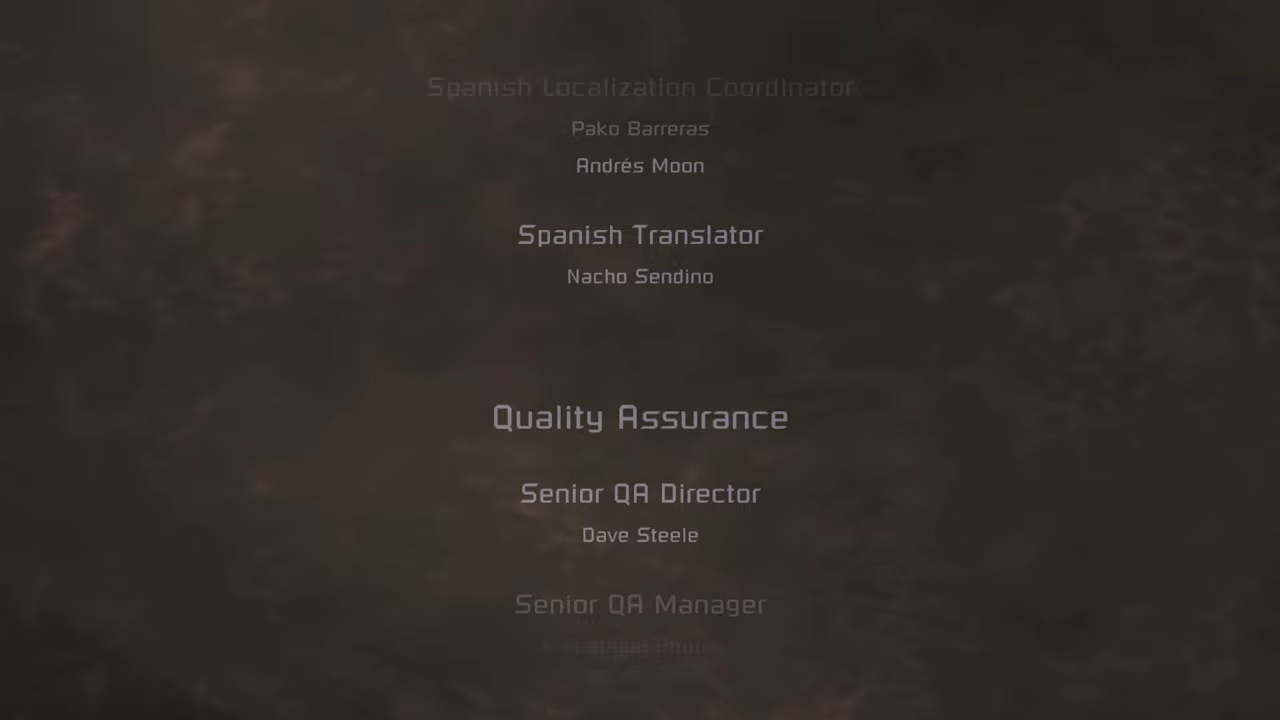 Spanish Localization Coordinator
Pako Barreras
Andrés Moon
Spanish Translator
Nacho Sendino
Quality Assurance
Senior QA Director
Dave Steele
Senior QA Manager